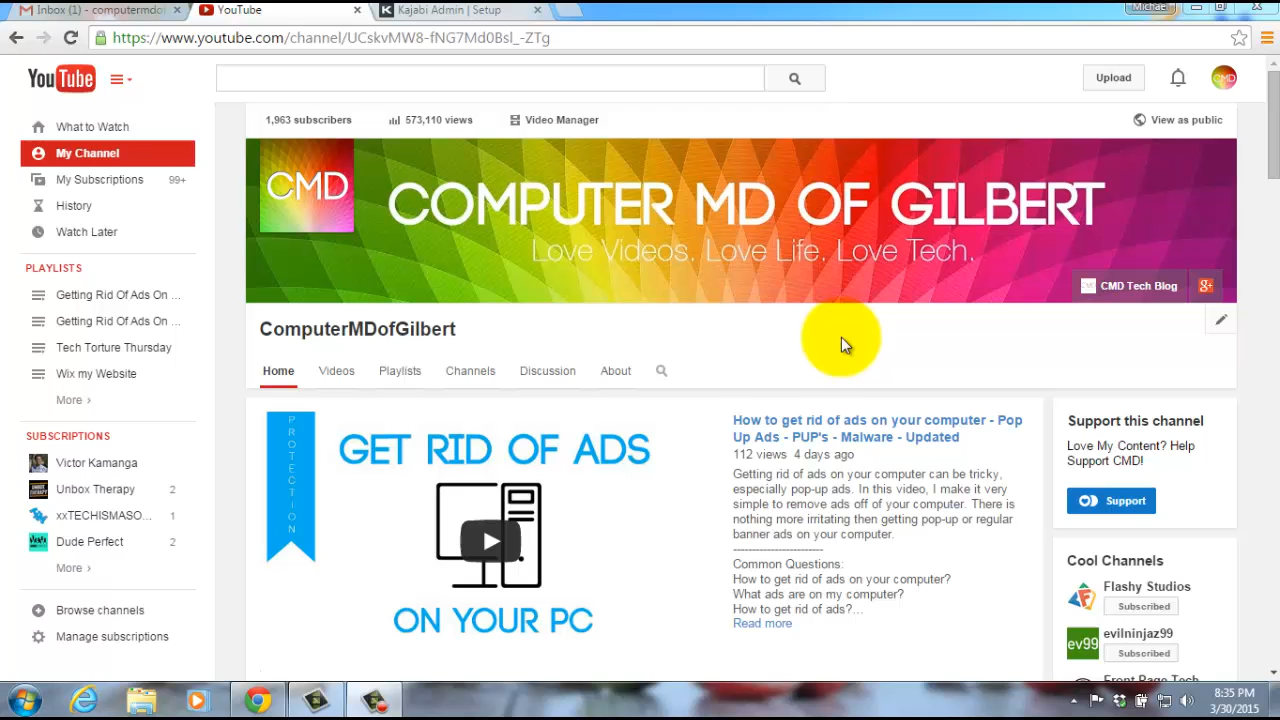 Inbox (1) - computermdo
YouTube
Kajabi Admin | Setup
Michael
https://www.youtube.com/channel/UCskvMW8-fNG7Md0Bsl_-ZTg
YouTube
Upload
CMD
1,963 subscribers
573,110 views
Video Manager
View as public
What to Watch
My Channel
My Subscriptions 99+
History
Watch Later
PLAYLISTS
Getting Rid Of Ads On ...
Getting Rid Of Ads On ...
Tech Torture Thursday
Wix my Website
More ›
SUBSCRIPTIONS
Victor Kamanga
Unbox Therapy 2
xxTECHISMASO... 1
Dude Perfect 2
More ›
Browse channels
Manage subscriptions
CMD
COMPUTER MD OF GILBERT
Love Videos. Love Life. Love Tech.
CMD Tech Blog
g+
ComputerMDofGilbert
Home Videos Playlists Channels Discussion About
PROTECTION
GET RID OF ADS
ON YOUR PC
How to get rid of ads on your computer - Pop
Up Ads - PUP's - Malware - Updated
112 views 4 days ago
Getting rid of ads on your computer can be tricky,
especially pop-up ads. In this video, I make it very
simple to remove ads off of your computer. There is
nothing more irritating then getting pop-up or regular
banner ads on your computer.
-----------------------
Common Questions:
How to get rid of ads on your computer?
What ads are on my computer?
How to get rid of ads?...
Read more
Support this channel
Love My Content? Help
Support CMD!
Support
Cool Channels
Flashy Studios
Subscribed
ev99
evilninjaz99
Subscribed
Front Page Tech
8:35 PM
3/30/2015